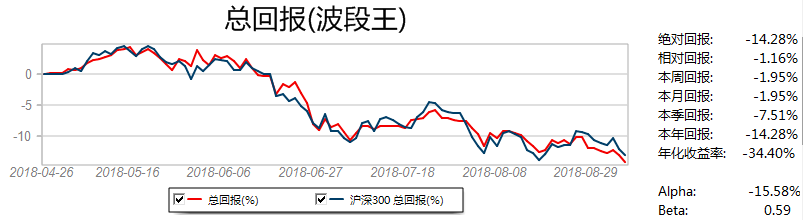 总回报(波段王)
0
-5
-10
2018-04-26 2018-05-16 2018-06-06 2018-06-27 2018-07-18 2018-08-08 2018-08-29
总回报(%) 沪深300 总回报(%)
绝对回报: -14.28%
相对回报: -1.16%
本周回报: -1.95%
本月回报: -1.95%
本季回报: -7.51%
本年回报: -14.28%
年化收益率: -34.40%
Alpha: -15.58%
Beta: 0.59